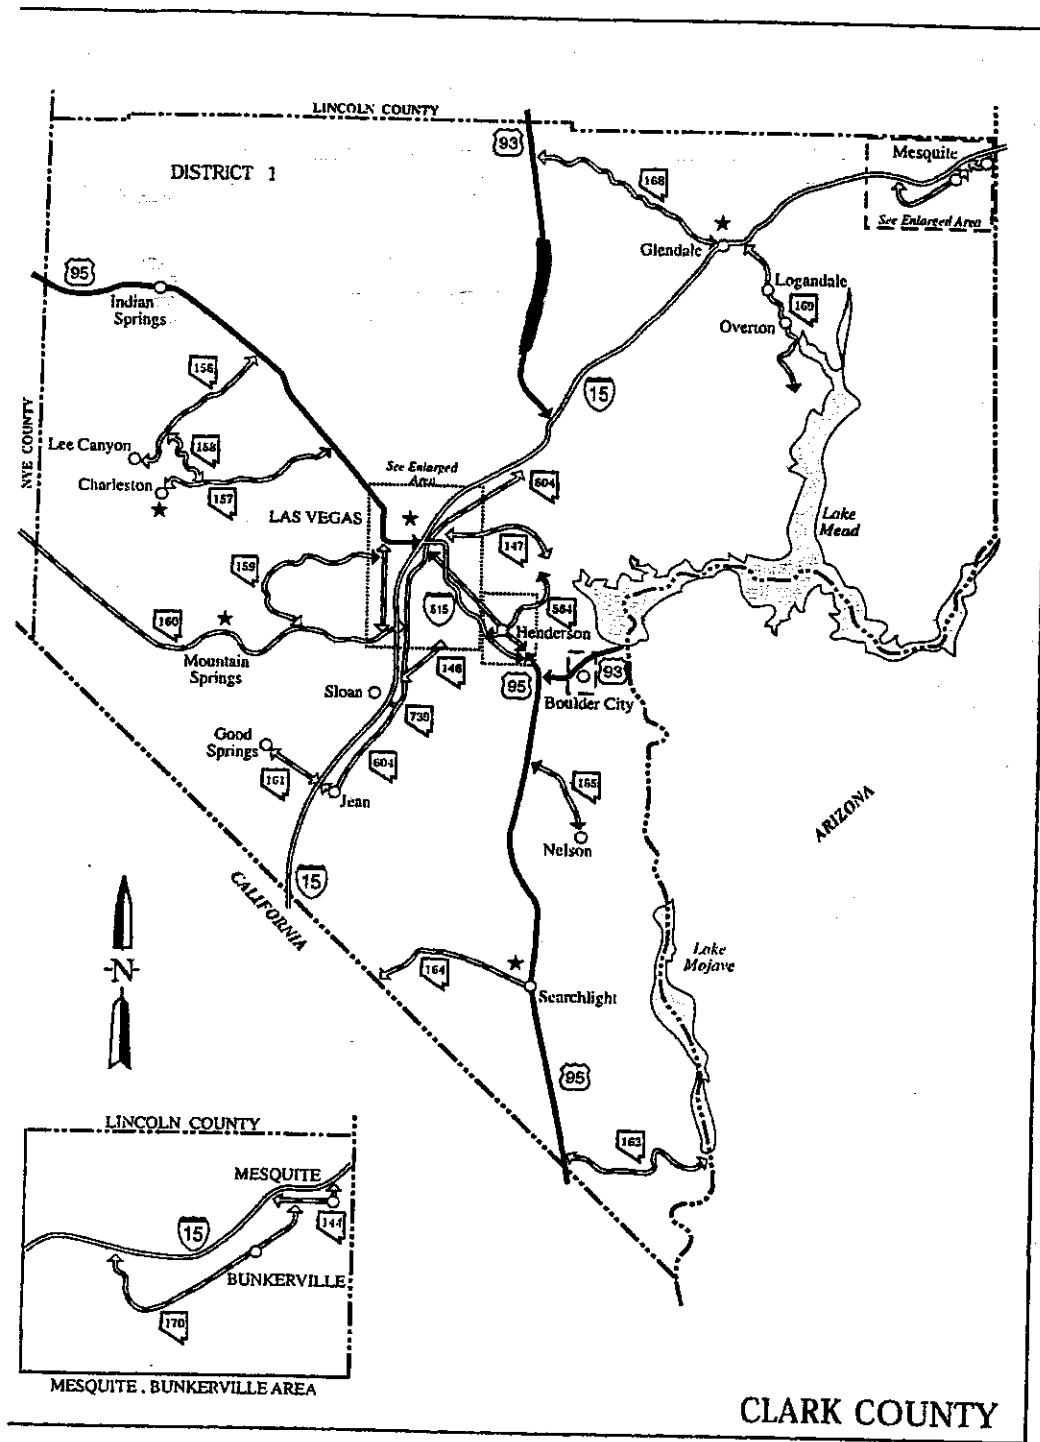 LINCOLN COUNTY
93
DISTRICT 1
168
Mesquite
See Enlarged Area
Glendale
95
Indian
Springs
Logandale
169
Overton
15
156
NYE COUNTY
Lee Canyon
158
Charleston
157
See Enlarged
Area
LAS VEGAS
604
147
Lake
Mead
159
160
515
564
Henderson
Mountain
Springs
146
Sloan
95
93
Boulder City
Good
Springs
739
604
161
Jean
165
Nelson
ARIZONA
15
CALIFORNIA
N
164
Lake
Mojave
Searchlight
95
163
LINCOLN COUNTY
MESQUITE
15
144
BUNKERVILLE
170
MESQUITE, BUNKERVILLE AREA
CLARK COUNTY